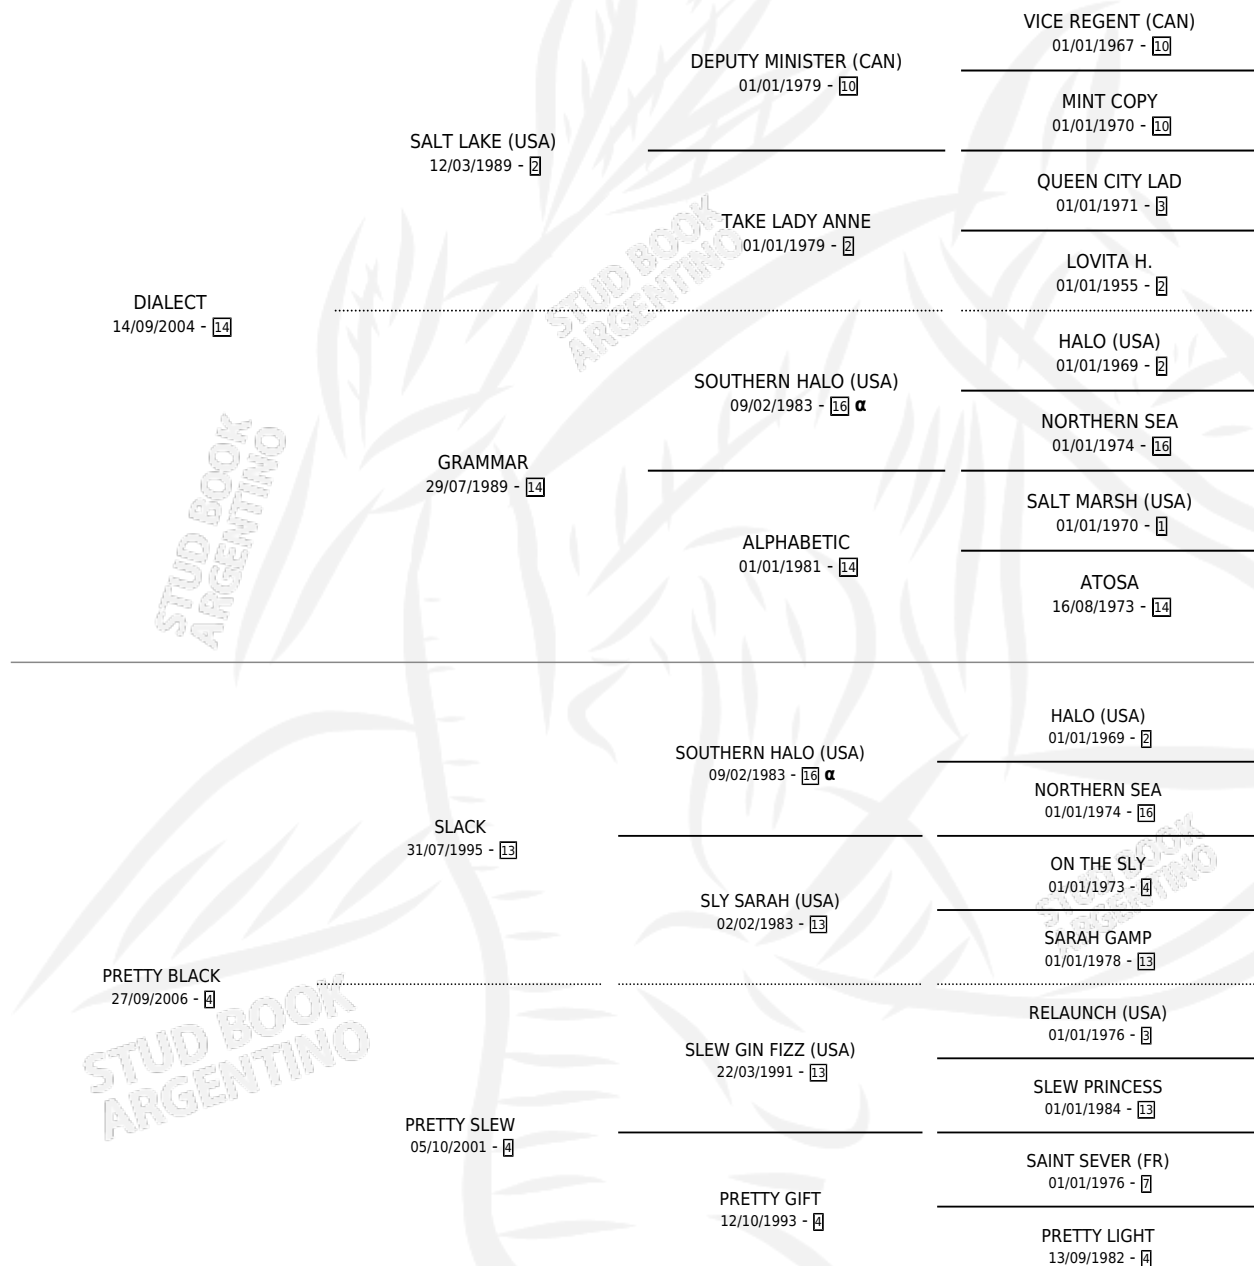 VICE REGENT (CAN)
01/01/1967 - 10
DEPUTY MINISTER (CAN)
01/01/1979 - 10
MINT COPY
01/01/1970 - 10
SALT LAKE (USA)
12/03/1989 - 2
QUEEN CITY LAD
01/01/1971 - 3
TAKE LADY ANNE
01/01/1979 - 2
LOVITA H.
01/01/1955 - 2
DIALECT
14/09/2004 - 14
STUD BOOK
ARGENTINO
HALO (USA)
01/01/1969 - 2
SOUTHERN HALO (USA)
09/02/1983 - 16 α
NORTHERN SEA
01/01/1974 - 16
GRAMMAR
29/07/1989 - 14
STUD BOOK
ARGENTINO
SALT MARSH (USA)
01/01/1970 - 1
ALPHABETIC
01/01/1981 - 14
ATOSA
16/08/1973 - 14
HALO (USA)
01/01/1969 - 2
SOUTHERN HALO (USA)
09/02/1983 - 16 α
NORTHERN SEA
01/01/1974 - 16
SLACK
31/07/1995 - 13
ON THE SLY
01/01/1973 - 4
STUD BOOK
ARGENTINO
SLY SARAH (USA)
02/02/1983 - 13
SARAH GAMP
01/01/1978 - 13
PRETTY BLACK
27/09/2006 - 4
STUD BOOK
ARGENTINO
RELAUNCH (USA)
01/01/1976 - 3
SLEW GIN FIZZ (USA)
22/03/1991 - 13
SLEW PRINCESS
01/01/1984 - 13
PRETTY SLEW
05/10/2001 - 4
SAINT SEVER (FR)
01/01/1976 - 7
PRETTY GIFT
12/10/1993 - 4
PRETTY LIGHT
13/09/1982 - 4